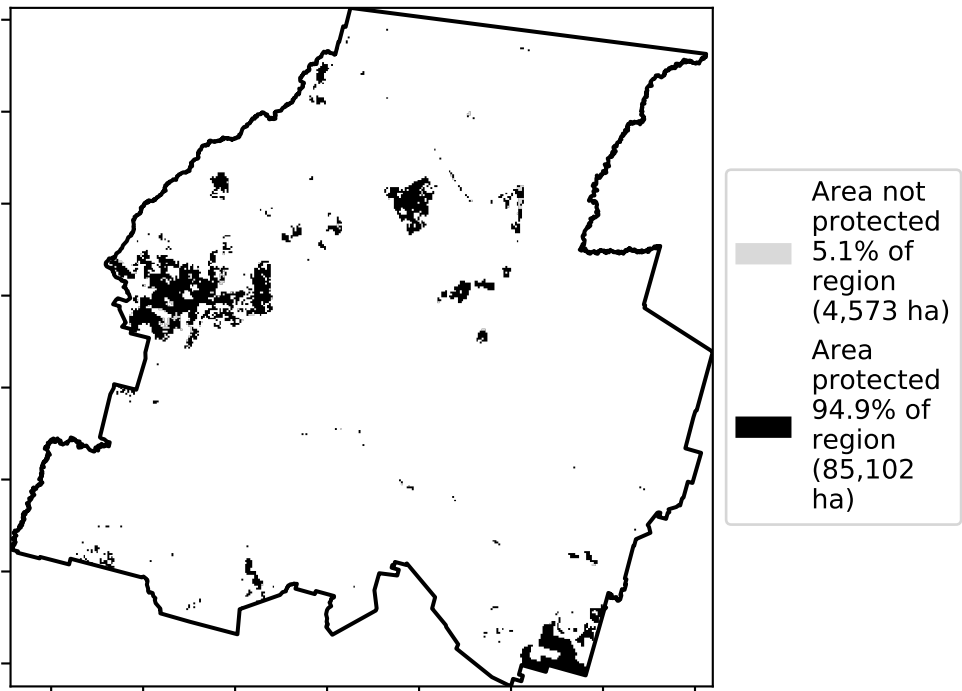 Area not
protected
5.1% of
region
(4,573 ha)
Area
protected
94.9% of
region
(85,102
ha)